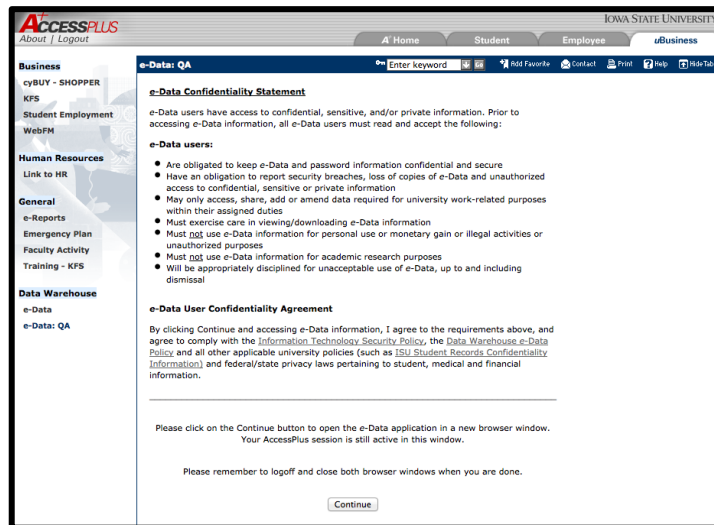 ACCESSPLUS
IOWA STATE UNIVERSITY
About | Logout
A+ Home
Student
Employee
uBusiness
e-Data: QA
Enter keyword
Go
Add Favorite
Contact
Print
Help
HideTab
Business
cyBUY - SHOPPER
KFS
Student Employment
WebFM
Human Resources
Link to HR
General
e-Reports
Emergency Plan
Faculty Activity
Training - KFS
Data Warehouse
e-Data
e-Data: QA
e-Data Confidentiality Statement
e-Data users have access to confidential, sensitive, and/or private information. Prior to
accessing e-Data information, all e-Data users must read and accept the following:
e-Data users:
• Are obligated to keep e-Data and password information confidential and secure
• Have an obligation to report security breaches, loss of copies of e-Data and unauthorized
access to confidential, sensitive or private information
• May only access, share, add or amend data required for university work-related purposes
within their assigned duties
• Must exercise care in viewing/downloading e-Data information
• Must not use e-Data information for personal use or monetary gain or illegal activities or
unauthorized purposes
• Must not use e-Data information for academic research purposes
• Will be appropriately disciplined for unacceptable use of e-Data, up to and including
dismissal
e-Data User Confidentiality Agreement
By clicking Continue and accessing e-Data information, I agree to the requirements above, and
agree to comply with the Information Technology Security Policy, the Data Warehouse e-Data
Policy and all other applicable university policies (such as ISU Student Records Confidentiality
Information) and federal/state privacy laws pertaining to student, medical and financial
information.
Please click on the Continue button to open the e-Data application in a new browser window.
Your AccessPlus session is still active in this window.
Please remember to logoff and close both browser windows when you are done.
Continue